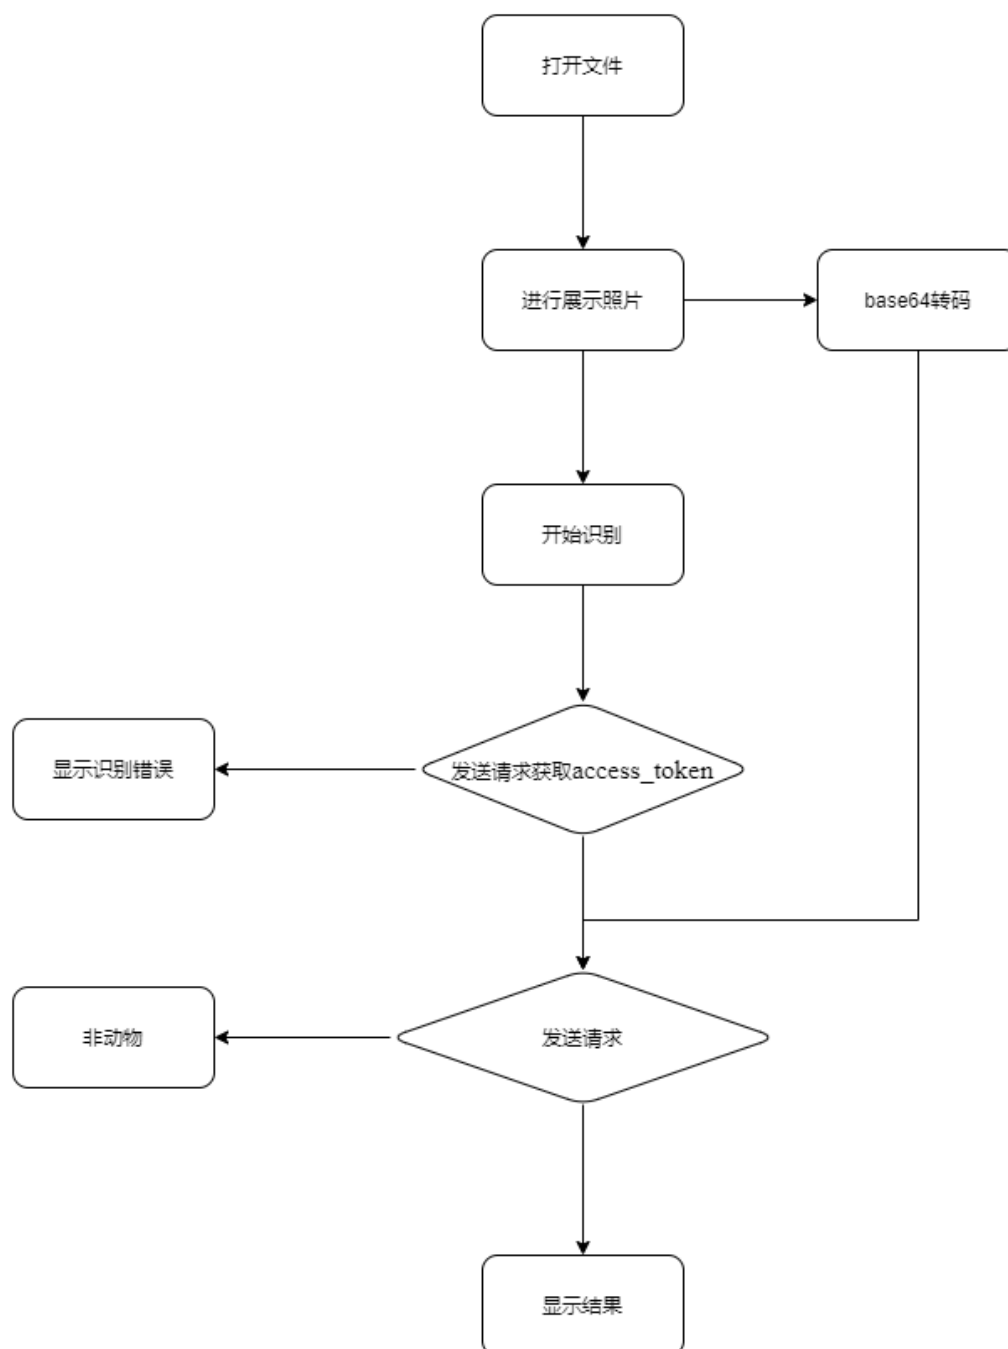 打开文件
进行展示照片
base64转码
开始识别
显示识别错误
发送请求获取access_token
非动物
发送请求
显示结果